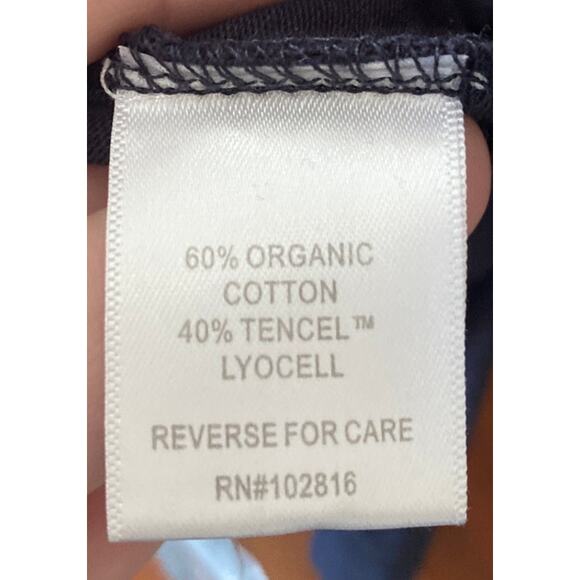 60% ORGANIC
COTTON
40% TENCEL™
LYOCELL
REVERSE FOR CARE
RN#102816